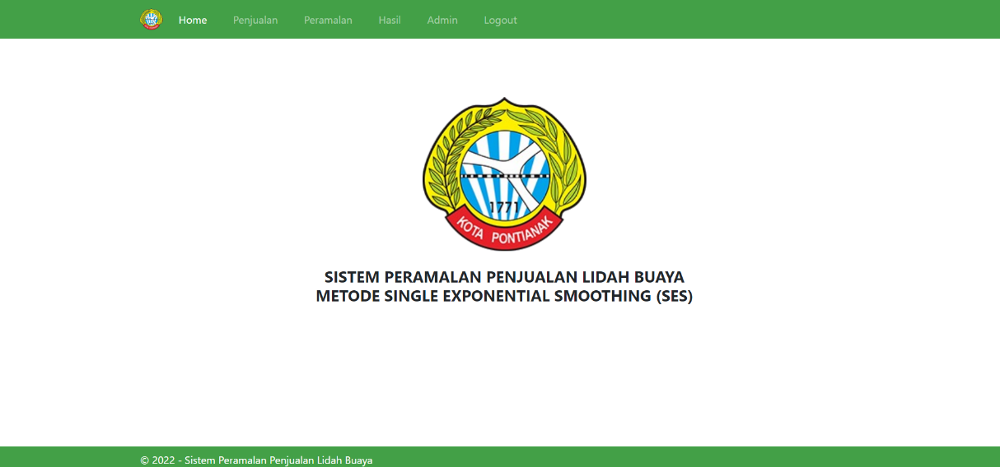 Home Penjualan Peramalan Hasil Admin Logout
1771
KOTA PONTIANAK
SISTEM PERAMALAN PENJUALAN LIDAH BUAYA
METODE SINGLE EXPONENTIAL SMOOTHING (SES)
© 2022 - Sistem Peramalan Penjualan Lidah Buaya